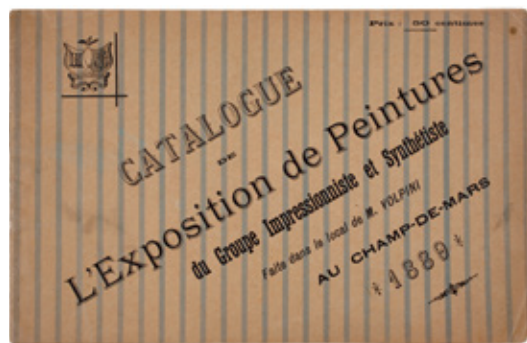 Prix : 50 centimes
CATALOGUE
DE
L'Exposition de Peintures
du Groupe Impressionniste et Synthétiste
Faite dans le local de M. VOLPINI
AU CHAMP-DE-MARS
1889